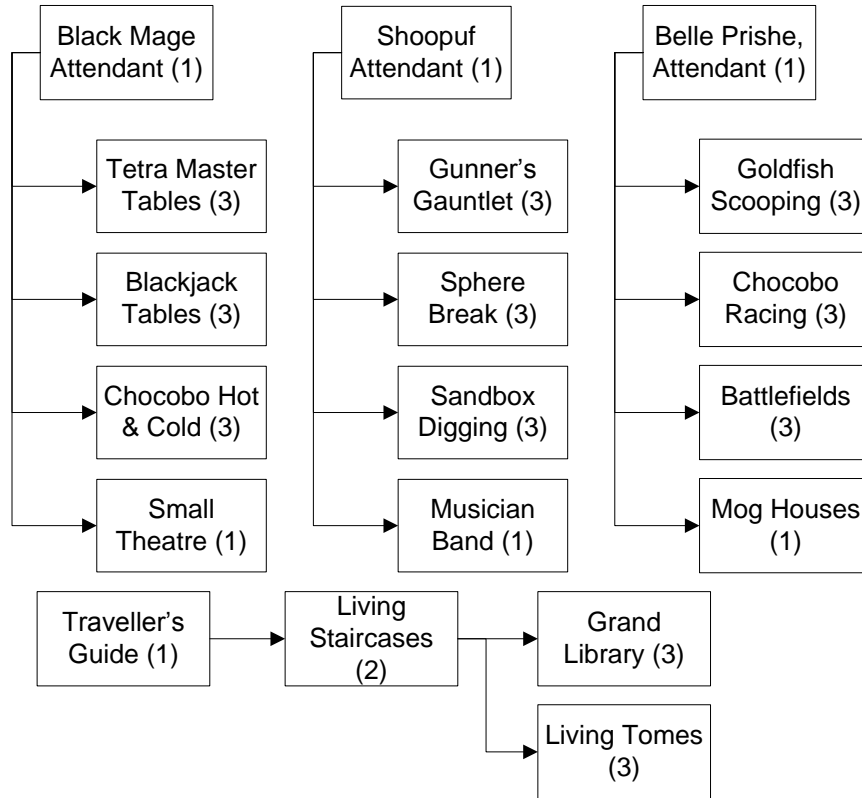 Black Mage
Attendant (1)
Shoopuf
Attendant (1)
Belle Prishe,
Attendant (1)
Tetra Master
Tables (3)
Gunner’s
Gauntlet (3)
Goldfish
Scooping (3)
Blackjack
Tables (3)
Sphere
Break (3)
Chocobo
Racing (3)
Chocobo Hot
& Cold (3)
Sandbox
Digging (3)
Battlefields
(3)
Small
Theatre (1)
Musician
Band (1)
Mog Houses
(1)
Traveller’s
Guide (1)
Living
Staircases
(2)
Grand
Library (3)
Living Tomes
(3)